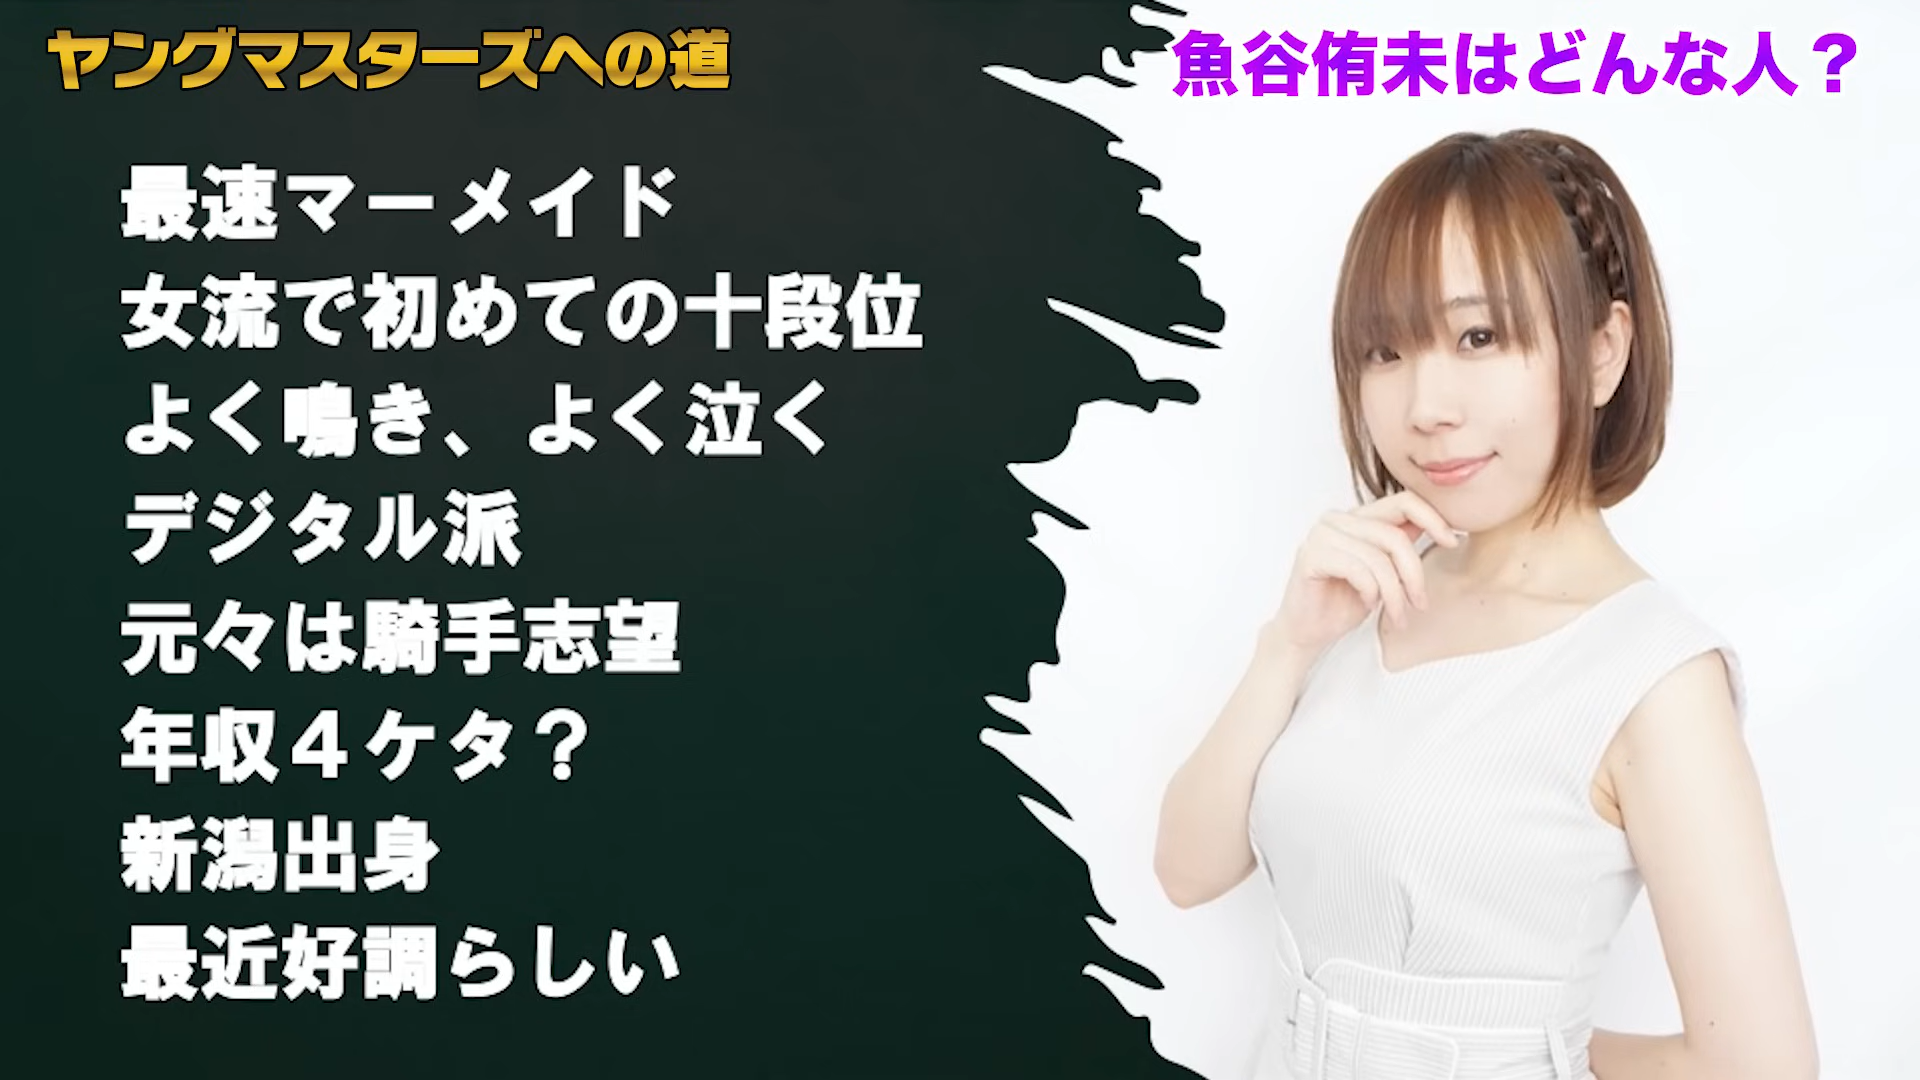 ヤングマスターズへの道
魚谷侑未はどんな人？
最速マーメイド
女流で初めての十段位
よく鳴き、よく泣く
デジタル派
元々は騎手志望
年収４ケタ？
新潟出身
最近好調らしい